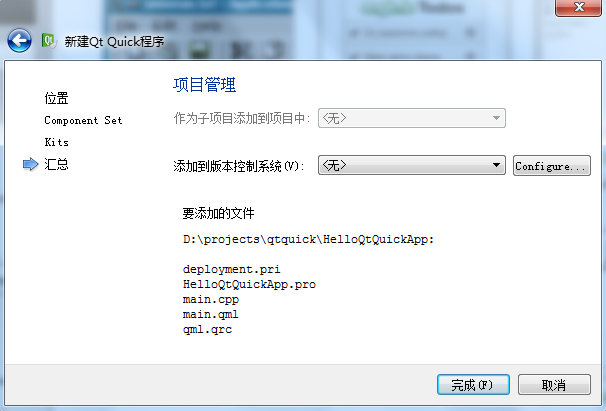 新建Qt Quick程序
位置
Component Set
Kits
汇总
项目管理
作为子项目添加到项目中: <无>
添加到版本控制系统(V): <无> Configure...
要添加的文件
D:\projects\qtquick\HelloQtQuickApp:
deployment.pri
HelloQtQuickApp.pro
main.cpp
main.qml
qml.qrc
完成(F) 取消